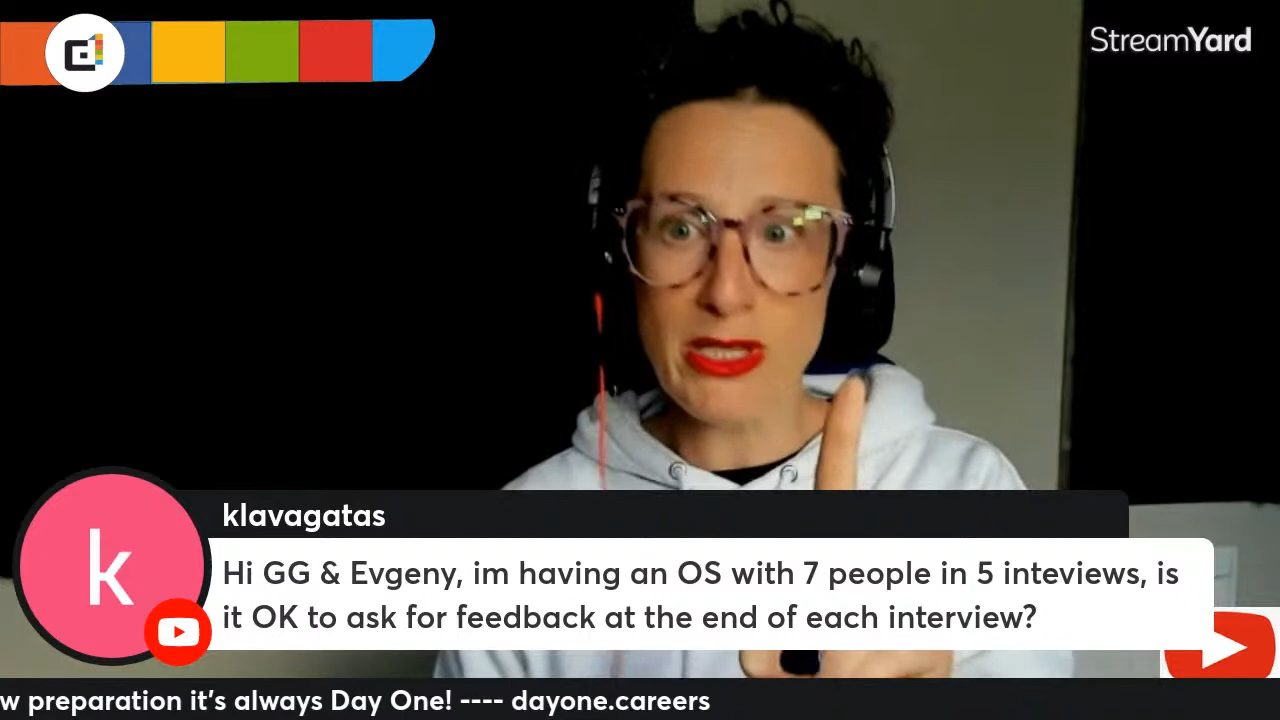 StreamYard
klavagatas
Hi GG & Evgeny, im having an OS with 7 people in 5 inteviews, is
it OK to ask for feedback at the end of each interview?
k
w preparation it's always Day One! ---- dayone.careers